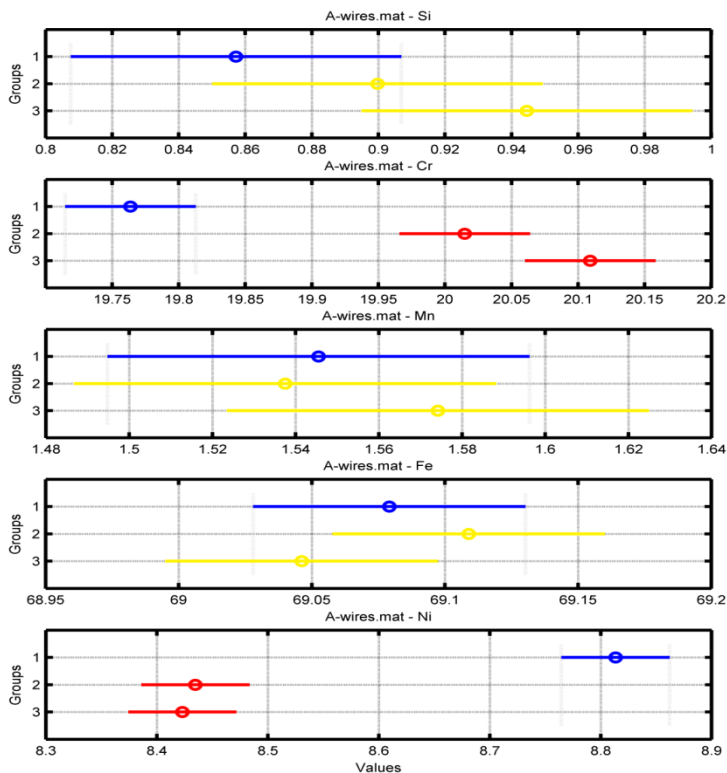 A-wires.mat - Si
Groups
1
2
3
0.8 0.82 0.84 0.86 0.88 0.9 0.92 0.94 0.96 0.98 1
A-wires.mat - Cr
Groups
1
2
3
19.75 19.8 19.85 19.9 19.95 20 20.05 20.1 20.15 20.2
A-wires.mat - Mn
Groups
1
2
3
1.48 1.5 1.52 1.54 1.56 1.58 1.6 1.62 1.64
A-wires.mat - Fe
Groups
1
2
3
68.95 69 69.05 69.1 69.15 69.2
A-wires.mat - Ni
Groups
1
2
3
8.3 8.4 8.5 8.6 8.7 8.8 8.9
Values